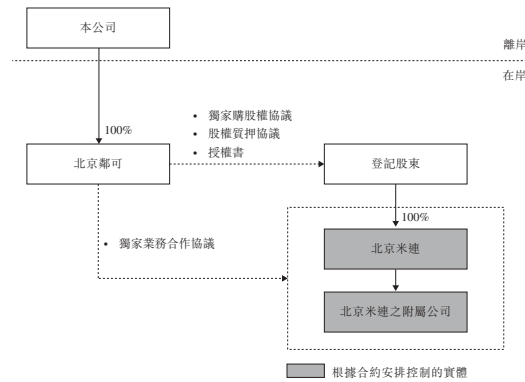 本公司
離岸
在岸
100%
• 獨家購股權協議
• 股權質押協議
• 授權書
北京鄰可
登記股東
100%
• 獨家業務合作協議
北京米連
北京米連之附屬公司
根據合約安排控制的實體